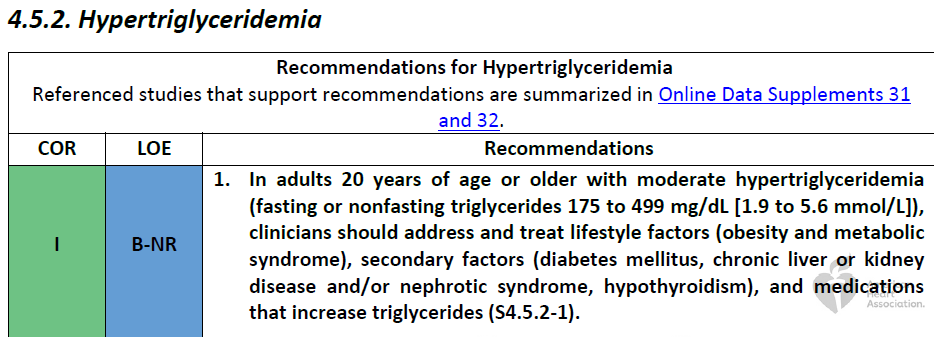 4.5.2. Hypertriglyceridemia
Recommendations for Hypertriglyceridemia
Referenced studies that support recommendations are summarized in Online Data Supplements 31
and 32.
COR LOE Recommendations
I B-NR
1. In adults 20 years of age or older with moderate hypertriglyceridemia
(fasting or nonfasting triglycerides 175 to 499 mg/dL [1.9 to 5.6 mmol/L]),
clinicians should address and treat lifestyle factors (obesity and metabolic
syndrome), secondary factors (diabetes mellitus, chronic liver or kidney
disease and/or nephrotic syndrome, hypothyroidism), and medications
that increase triglycerides (S4.5.2-1).
Heart
Association.